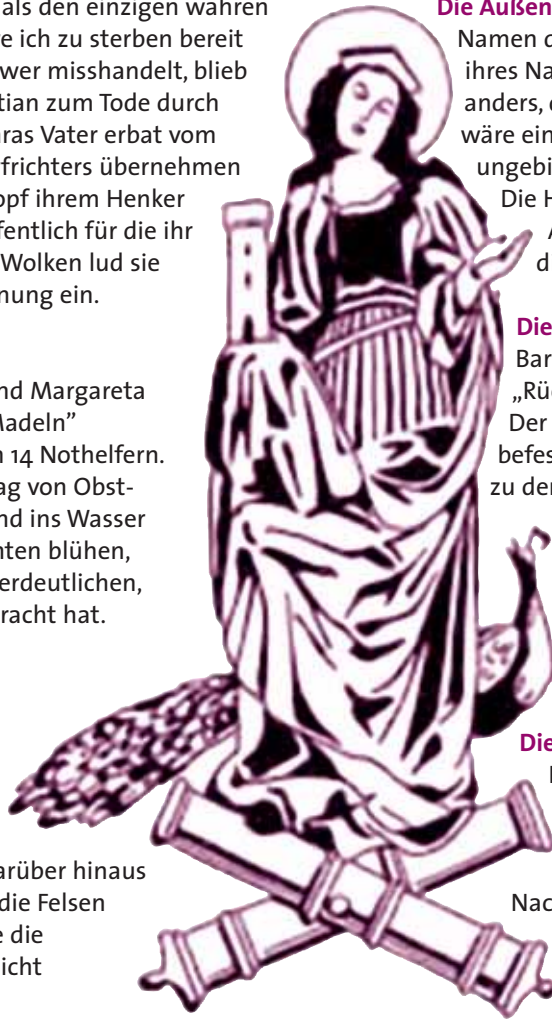 als den einzigen wahren
ich zu sterben bereit
wer misshandelt, blieb
tian zum Tode durch
ras Vater erbat vom
frichters übernehmen
opf ihrem Henker
fentlich für die ihr
Wolken lud sie
nung ein.
nd Margareta
Madeln”
n 14 Nothelfern.
ag von Obst-
nd ins Wasser
nten blühen,
erdeutlichen,
racht hat.
arüber hinaus
die Felsen
e die
icht
Die Außen
Namen
ihres Na
anders,
wäre ein
ungebi
Die H
Die
Bar
„Rü
Der
befes
zu der
Die
Nac